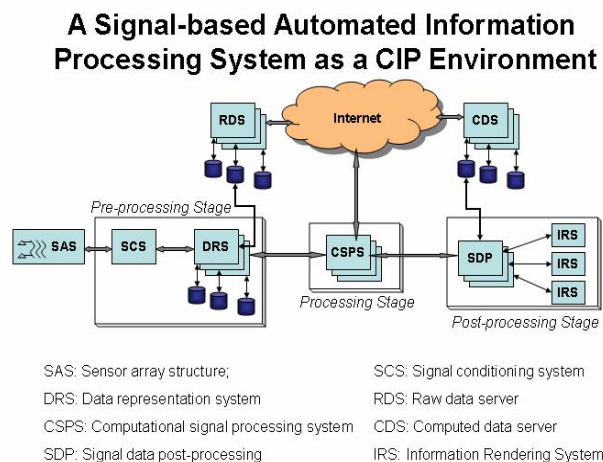 A Signal-based Automated Information
Processing System as a CIP Environment
RDS
Internet
CDS
Pre-processing Stage
SAS
SCS
DRS
CSPS
SDP
IRS
IRS
IRS
Processing Stage
Post-processing Stage
SAS: Sensor array structure;
SCS: Signal conditioning system
DRS: Data representation system
RDS: Raw data server
CSPS: Computational signal processing system
CDS: Computed data server
SDP: Signal data post-processing
IRS: Information Rendering System